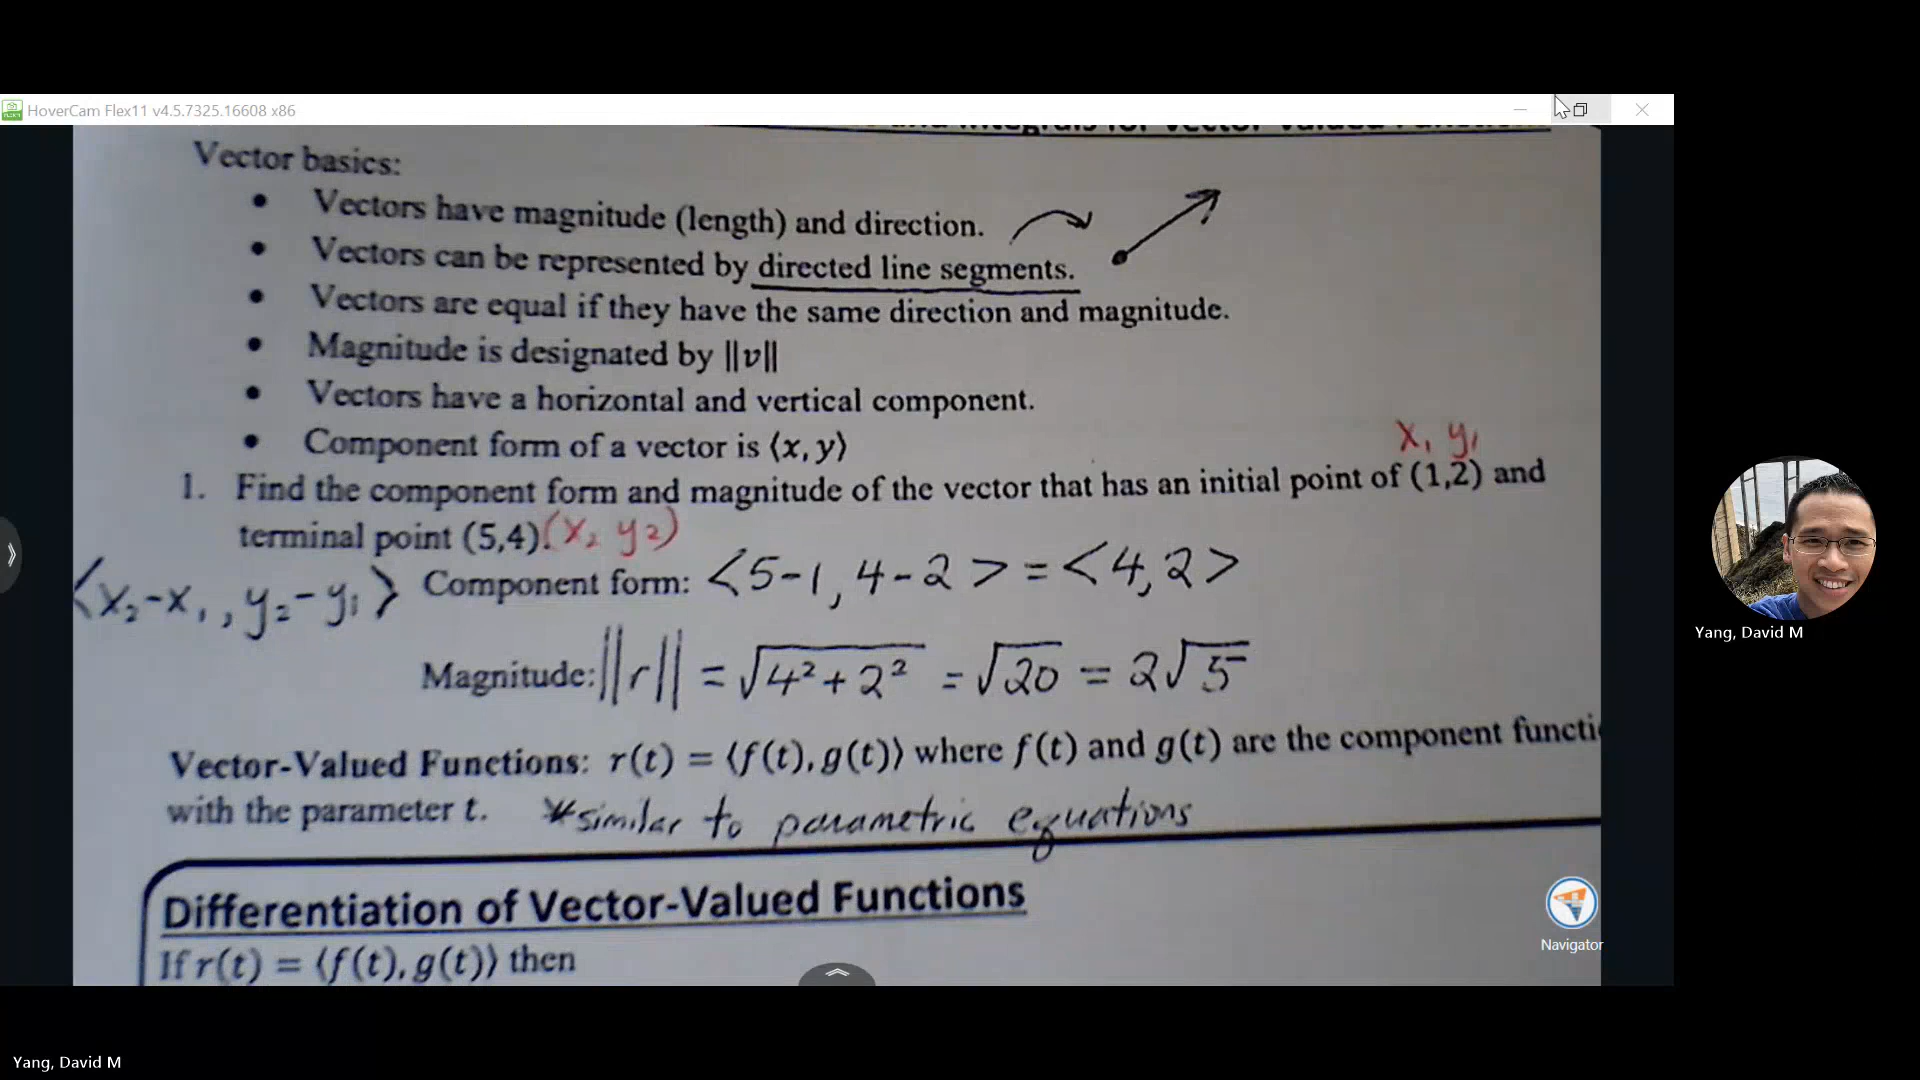 HoverCam Flex11 v4.5.7325.16608 x86
Vector basics:
• Vectors have magnitude (length) and direction.
• Vectors can be represented by directed line segments.
• Vectors are equal if they have the same direction and magnitude.
• Magnitude is designated by ||v||
• Vectors have a horizontal and vertical component.
• Component form of a vector is ⟨x, y⟩
x₁ y₁
1. Find the component form and magnitude of the vector that has an initial point of (1,2) and
terminal point (5,4). (x₂ y₂)
⟨x₂-x₁, y₂-y₁⟩ Component form: <5-1, 4-2> = <4,2>
Magnitude: ||r|| = √4²+2² = √20 = 2√5
Vector-Valued Functions: r(t) = ⟨f(t), g(t)⟩ where f(t) and g(t) are the component
with the parameter t. *similar to parametric equations
Differentiation of Vector-Valued Functions
If r(t) = ⟨f(t), g(t)⟩ then
Navigator
Yang, David M
Yang, David M